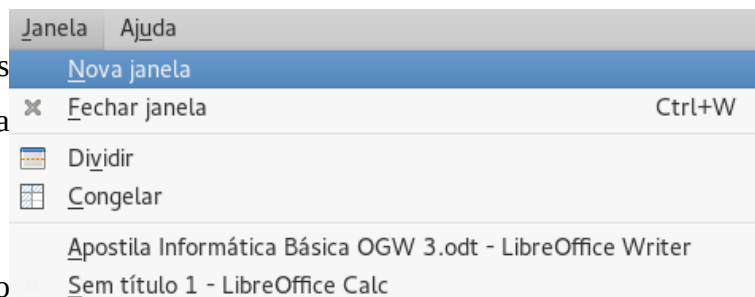 Janela Ajuda
s Nova janela
a Fechar janela Ctrl+W
Dividir
Congelar
Apostila Informática Básica OGW 3.odt - LibreOffice Writer
o Sem título 1 - LibreOffice Calc